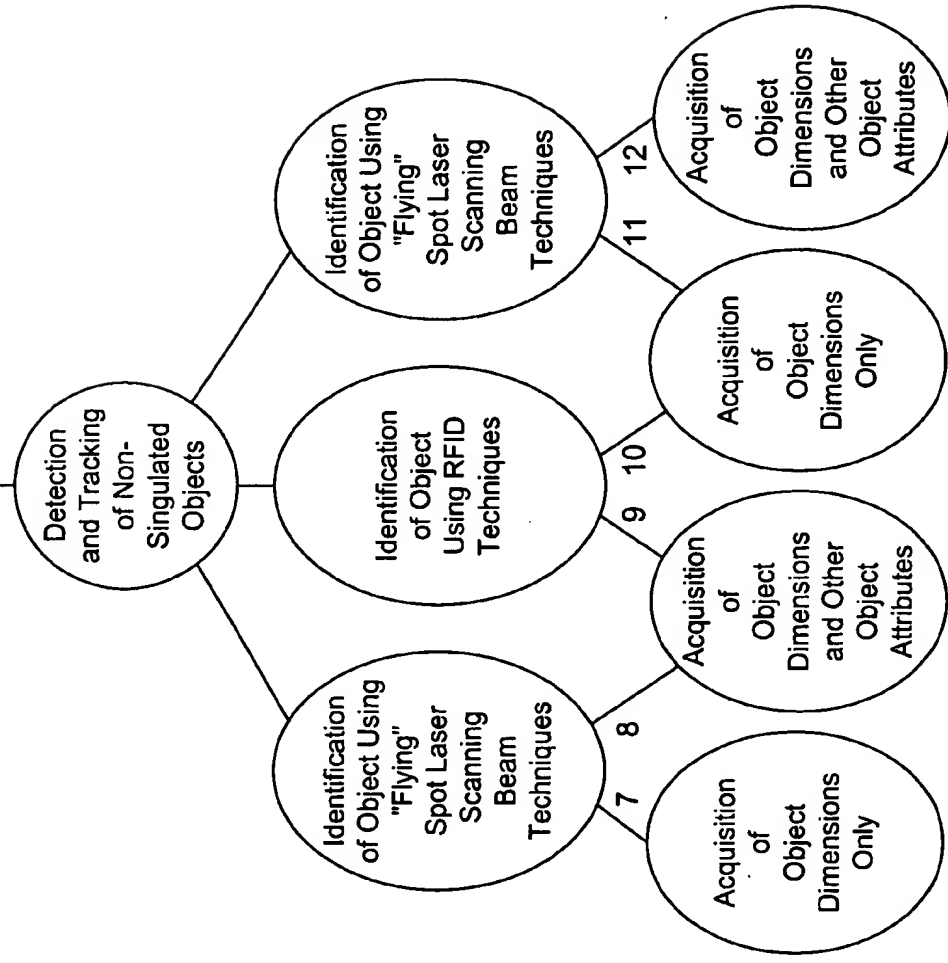 Detection
and Tracking
of Non-
Singulated
Objects
Identification
of Object Using
"Flying"
Spot Laser
Scanning
Beam
Techniques
Identification
of Object
Using RFID
Techniques
Identification
of Object Using
"Flying"
Spot Laser
Scanning
Beam
Techniques
7
8
9
10
11
12
Acquisition
of
Object
Dimensions
Only
Acquisition
of
Object
Dimensions
and Other
Object
Attributes
Acquisition
of
Object
Dimensions
Only
Acquisition
of
Object
Dimensions
and Other
Object
Attributes